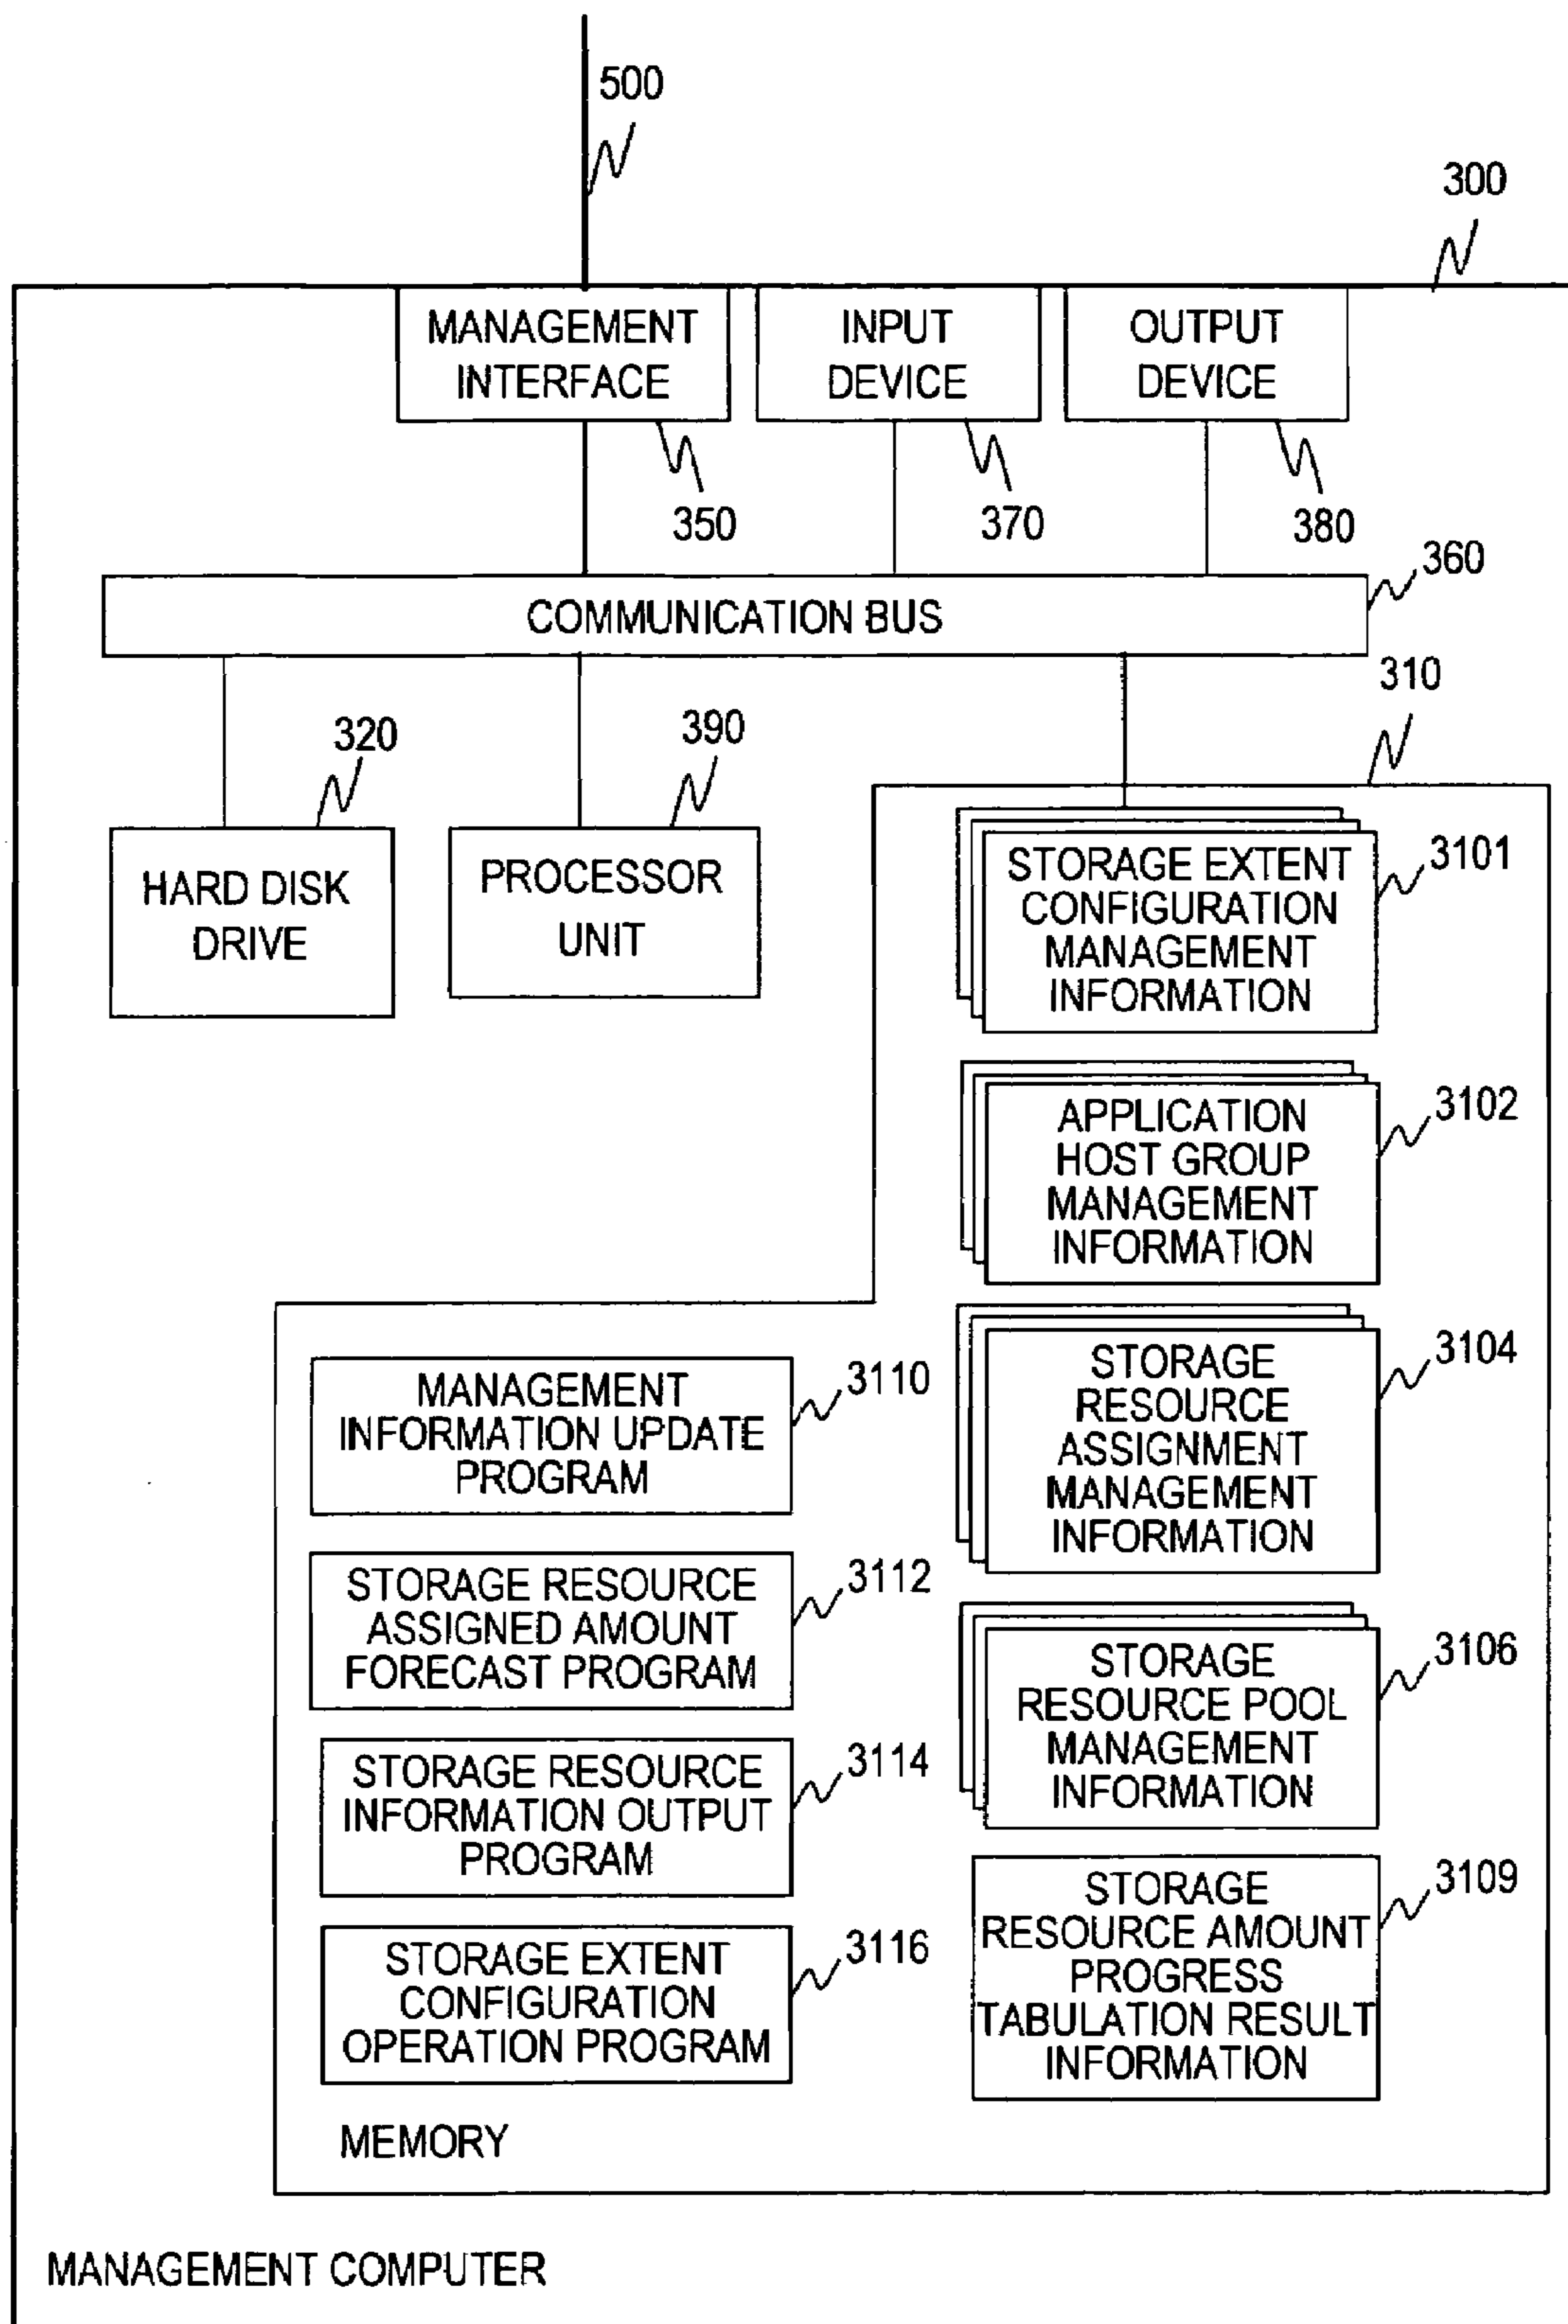 500
300
MANAGEMENT
INTERFACE
INPUT
DEVICE
OUTPUT
DEVICE
350
370
380
360
COMMUNICATION BUS
310
320
390
HARD DISK
DRIVE
PROCESSOR
UNIT
STORAGE EXTENT
CONFIGURATION
MANAGEMENT
INFORMATION
3101
APPLICATION
HOST GROUP
MANAGEMENT
INFORMATION
3102
STORAGE
RESOURCE
ASSIGNMENT
MANAGEMENT
INFORMATION
3104
MANAGEMENT
INFORMATION UPDATE
PROGRAM
3110
STORAGE RESOURCE
ASSIGNED AMOUNT
FORECAST PROGRAM
3112
STORAGE
RESOURCE POOL
MANAGEMENT
INFORMATION
3106
STORAGE RESOURCE
INFORMATION OUTPUT
PROGRAM
3114
STORAGE
RESOURCE AMOUNT
PROGRESS
TABULATION RESULT
INFORMATION
3109
STORAGE EXTENT
CONFIGURATION
OPERATION PROGRAM
3116
MEMORY
MANAGEMENT COMPUTER